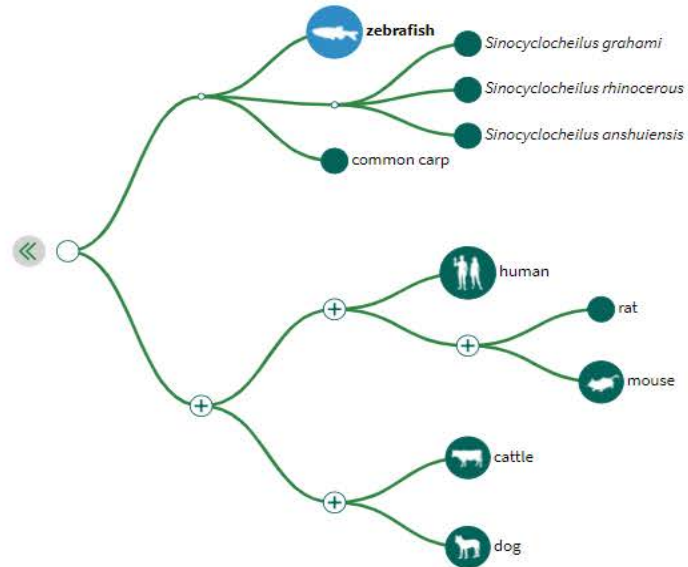 zebrafish
Sinocyclocheilus grahami
Sinocyclocheilus rhinocerous
Sinocyclocheilus anshuiensis
common carp
human
rat
mouse
cattle
dog